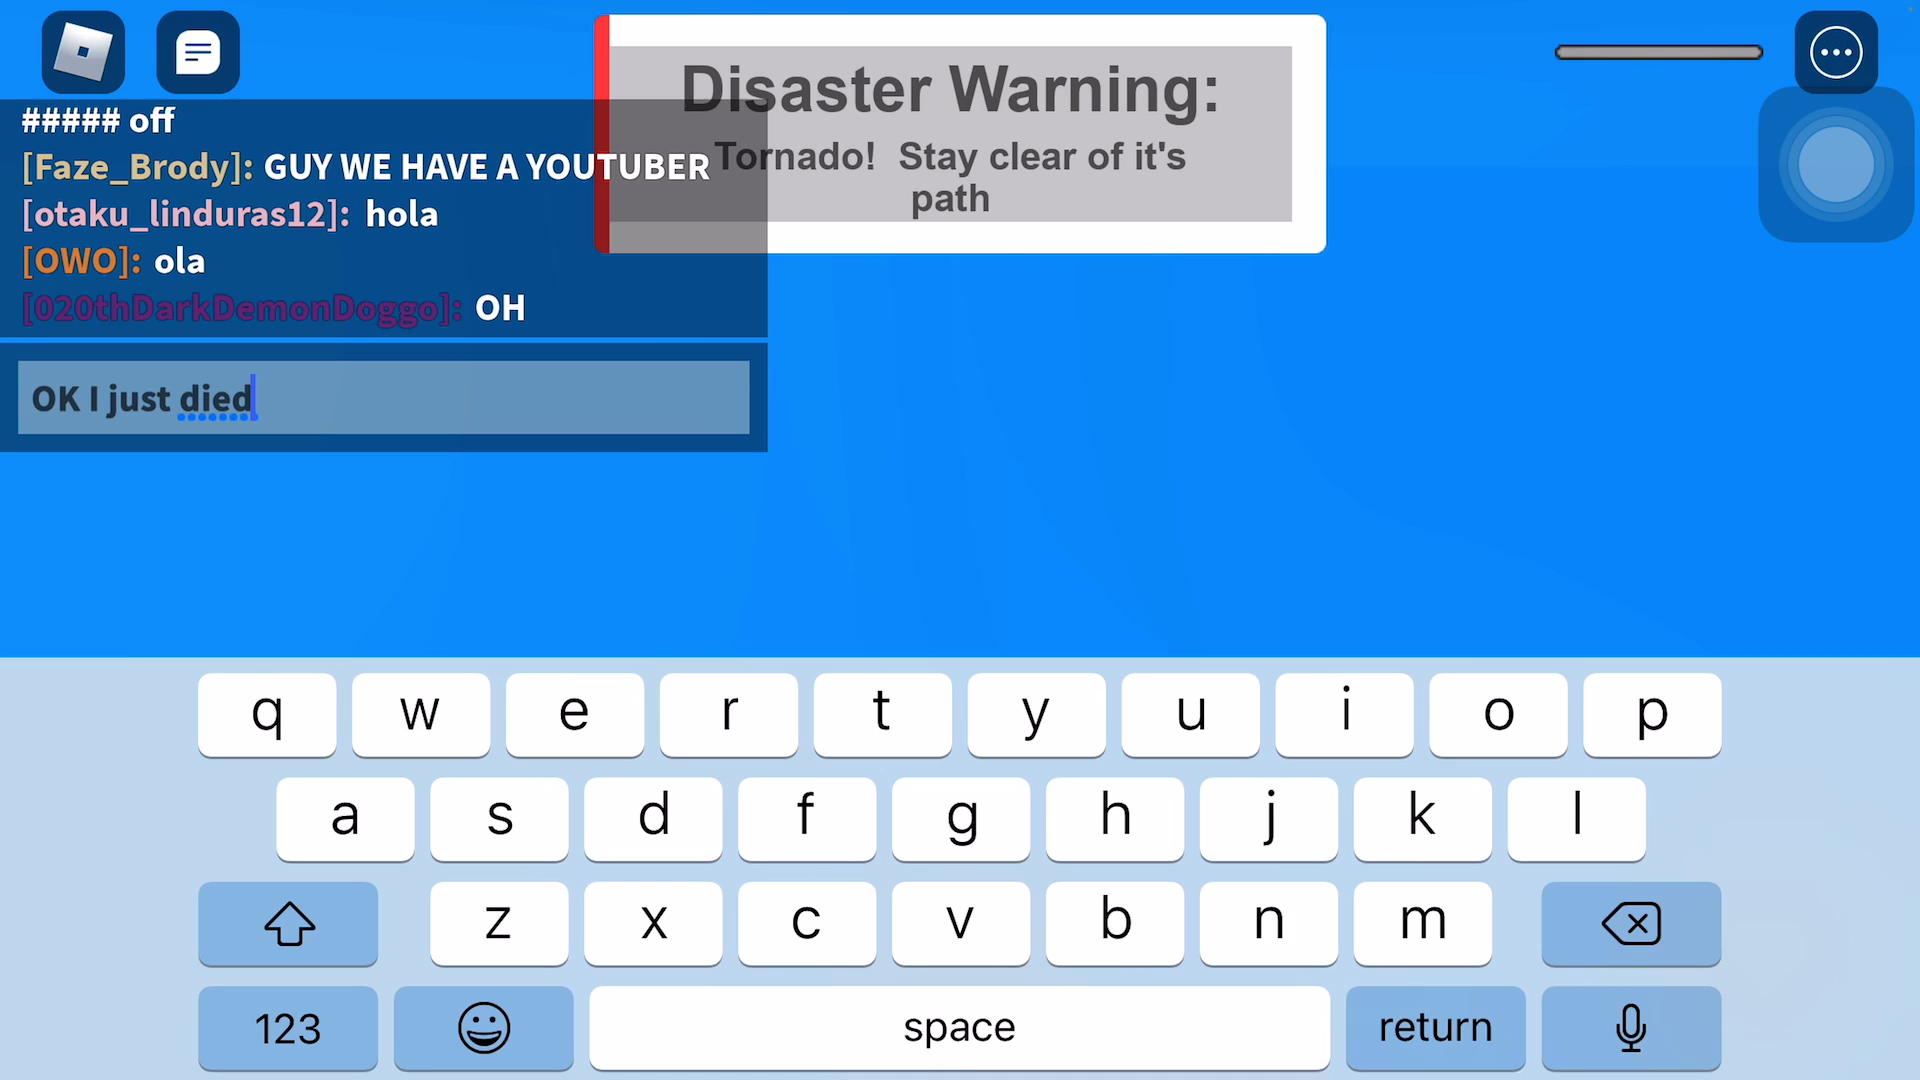 Disaster Warning:
Tornado!  Stay clear of it's
path
##### off
[Faze_Brody]: GUY WE HAVE A YOUTUBER
[otaku_linduras12]: hola
[OWO]: ola
[020thDarkDemonDoggo]: OH
OK I just died
q w e r t y u i o p
a s d f g h j k l
z x c v b n m
123 space return